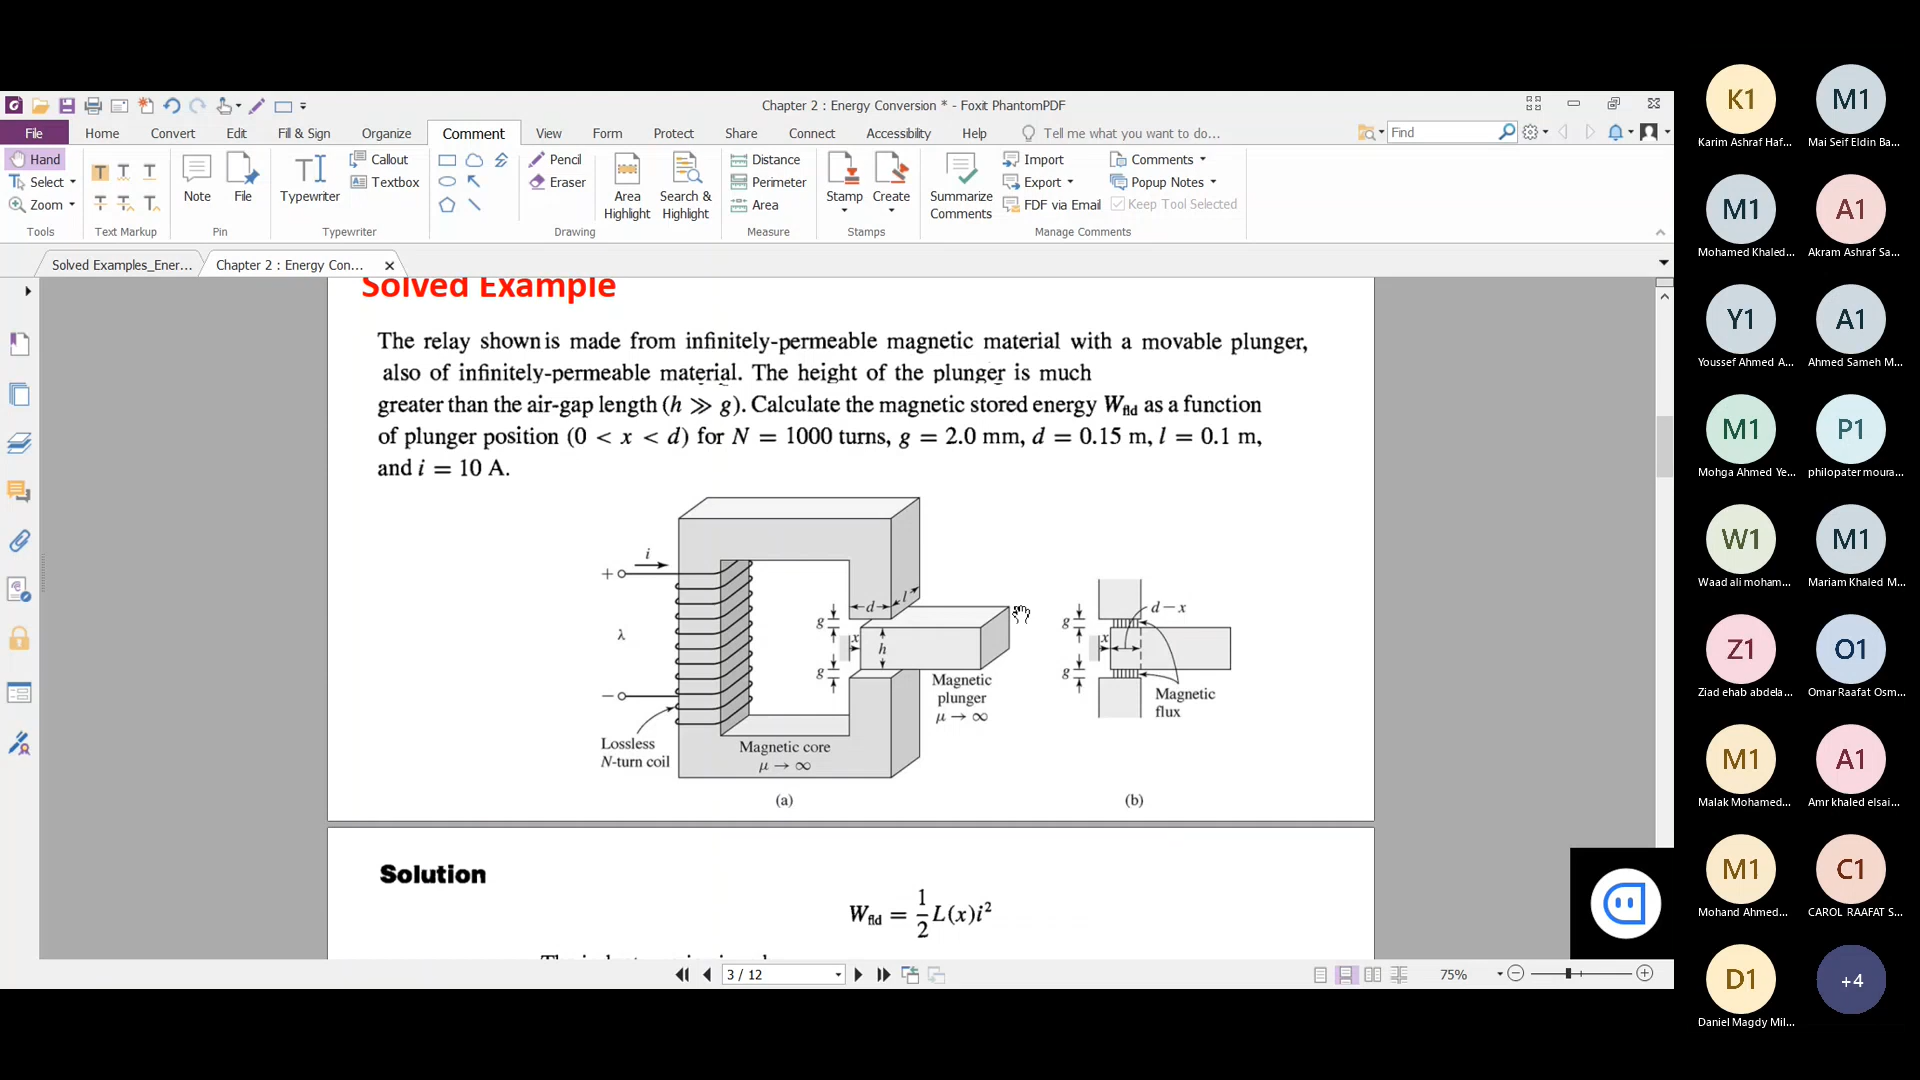 Chapter 2 : Energy Conversion * - Foxit PhantomPDF
File Home Convert Edit Fill & Sign Organize Comment View Form Protect Share Connect Accessibility Help Tell me what you want to do... Find
Hand
Select
Zoom
Tools
Text Markup
Note
File
Pin
Typewriter
Callout
Textbox
Typewriter
Pencil
Eraser
Area Highlight
Search & Highlight
Drawing
Distance
Perimeter
Area
Measure
Stamp
Create
Stamps
Summarize Comments
Import
Export
FDF via Email
Comments
Popup Notes
Keep Tool Selected
Manage Comments
Solved Examples_Ener...
Chapter 2 : Energy Con...
Solved Example
The relay shown is made from infinitely-permeable magnetic material with a movable plunger,
also of infinitely-permeable material. The height of the plunger is much
greater than the air-gap length (h ≫ g). Calculate the magnetic stored energy Wfld as a function
of plunger position (0 < x < d) for N = 1000 turns, g = 2.0 mm, d = 0.15 m, l = 0.1 m,
and i = 10 A.
i
+
λ
−
Lossless
N-turn coil
Magnetic core
μ → ∞
g
d
l
x
h
g
Magnetic
plunger
μ → ∞
(a)
g
x
d − x
g
Magnetic
flux
(b)
Solution
Wfld = 1/2 L(x)i²
3 / 12
75%
K1
Karim Ashraf Haf...
M1
Mai Seif Eldin Ba...
M1
Mohamed Khaled...
A1
Akram Ashraf Sa...
Y1
Youssef Ahmed A...
A1
Ahmed Sameh M...
M1
Mohga Ahmed Ye...
P1
philopater moura...
W1
Waad ali moham...
M1
Mariam Khaled M...
Z1
Ziad ehab abdela...
O1
Omar Raafat Osm...
M1
Malak Mohamed...
A1
Amr khaled elsai...
M1
Mohand Ahmed...
C1
CAROL RAAFAT S...
D1
Daniel Magdy Mil...
+4